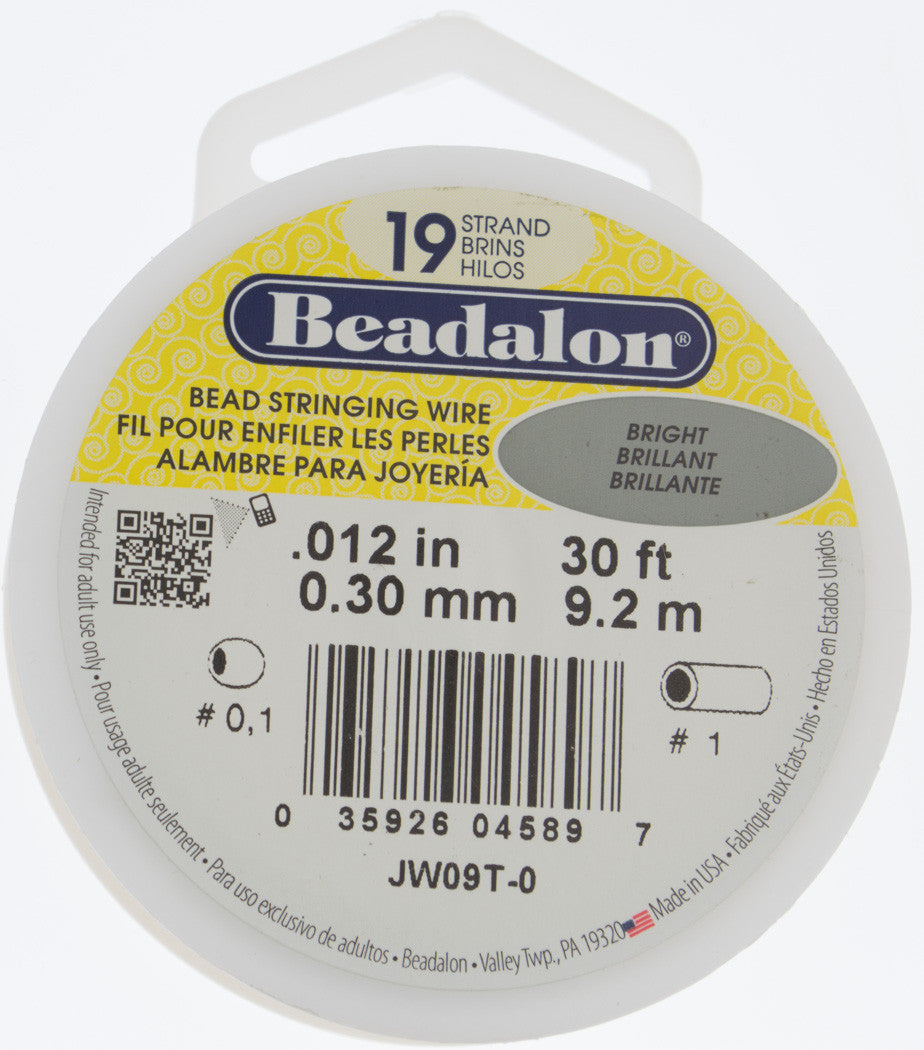 19 STRAND
BRINS
HILOS
Beadalon®
BEAD STRINGING WIRE
FIL POUR ENFILER LES PERLES
ALAMBRE PARA JOYERÍA
BRIGHT
BRILLANT
BRILLANTE
.012 in
0.30 mm
30 ft
9.2 m
# 0,1
# 1
0 35926 04589 7
JW09T-0
Intended for adult use only • Pour usage adulte seulement • Para uso exclusivo de adultos • Beadalon • Valley Twp., PA 19320 Made in USA • Fabriqué aux États-Unis • Hecho en Estados Unidos